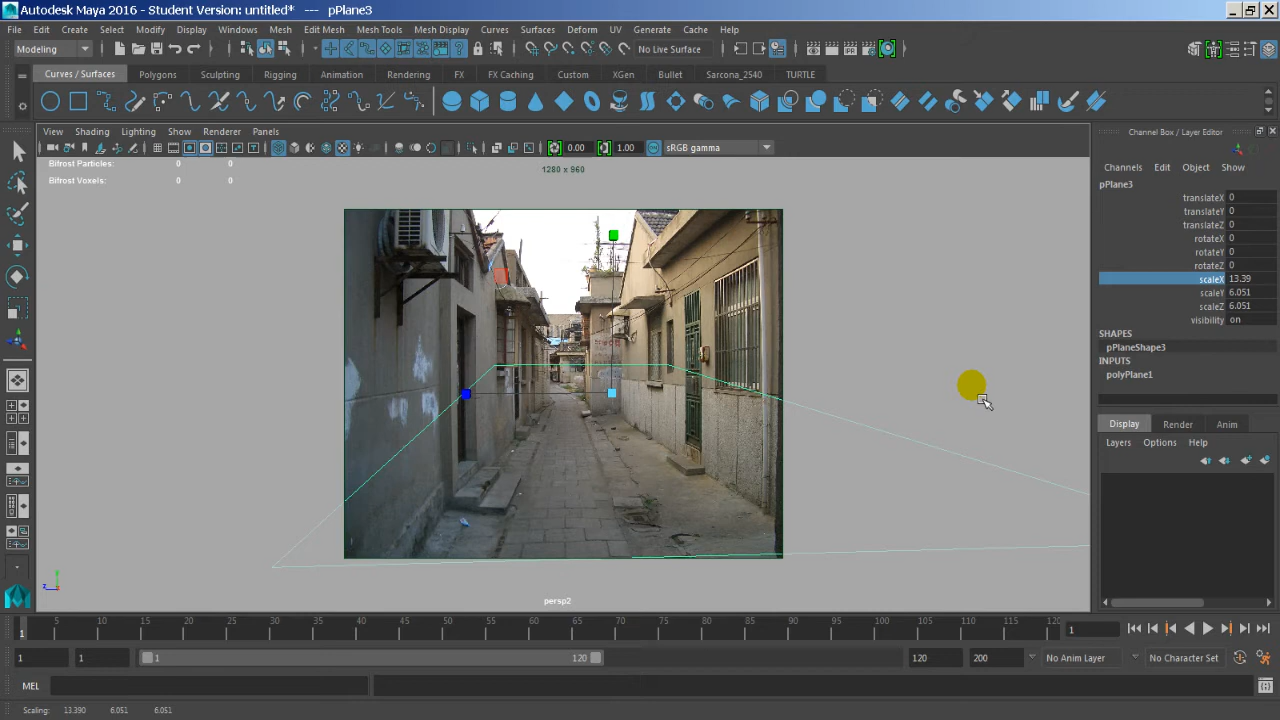 Autodesk Maya 2016 - Student Version: untitled*   ---   pPlane3
File Edit Create Select Modify Display Windows Mesh Edit Mesh Mesh Tools Mesh Display Curves Surfaces Deform UV Generate Cache Help
Modeling No Live Surface
Curves / Surfaces Polygons Sculpting Rigging Animation Rendering FX FX Caching Custom XGen Bullet Sarcona_2540 TURTLE
View Shading Lighting Show Renderer Panels
0.00 1.00 sRGB gamma
Bifrost Particles: 0 0
Bifrost Voxels: 0 0
1280 x 960
persp2
Channel Box / Layer Editor
Channels Edit Object Show
pPlane3
translateX 0
translateY 0
translateZ 0
rotateX 0
rotateY 0
rotateZ 0
scaleX 13.39
scaleY 6.051
scaleZ 6.051
visibility on
SHAPES
pPlaneShape3
INPUTS
polyPlane1
Display Render Anim
Layers Options Help
1 5 10 15 20 25 30 35 40 45 50 55 60 65 70 75 80 85 90 95 100 105 110 115 120 1
1 1 1 120 120 200 No Anim Layer No Character Set
MEL
Scaling: 13.390 6.051 6.051